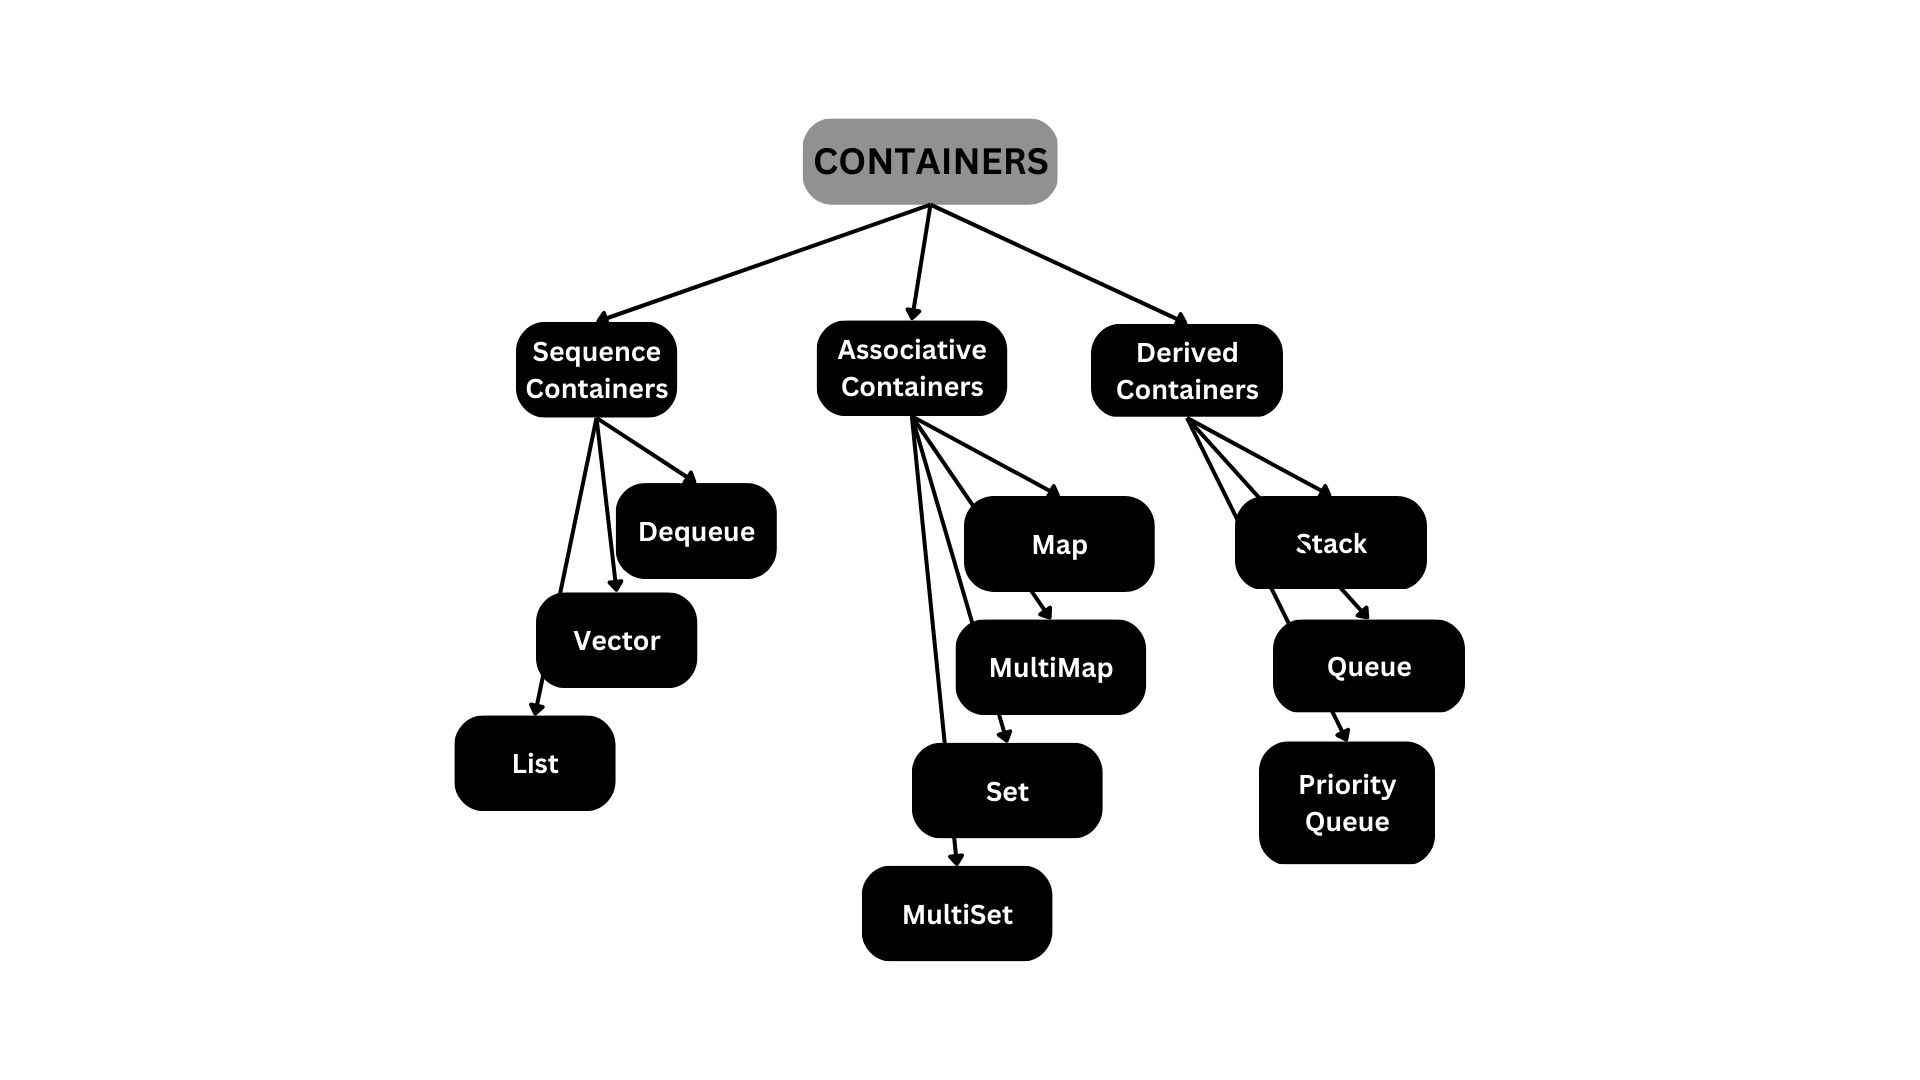 CONTAINERS
Sequence
Containers
Associative
Containers
Derived
Containers
Dequeue
Vector
List
Map
MultiMap
Set
MultiSet
Stack
Queue
Priority
Queue